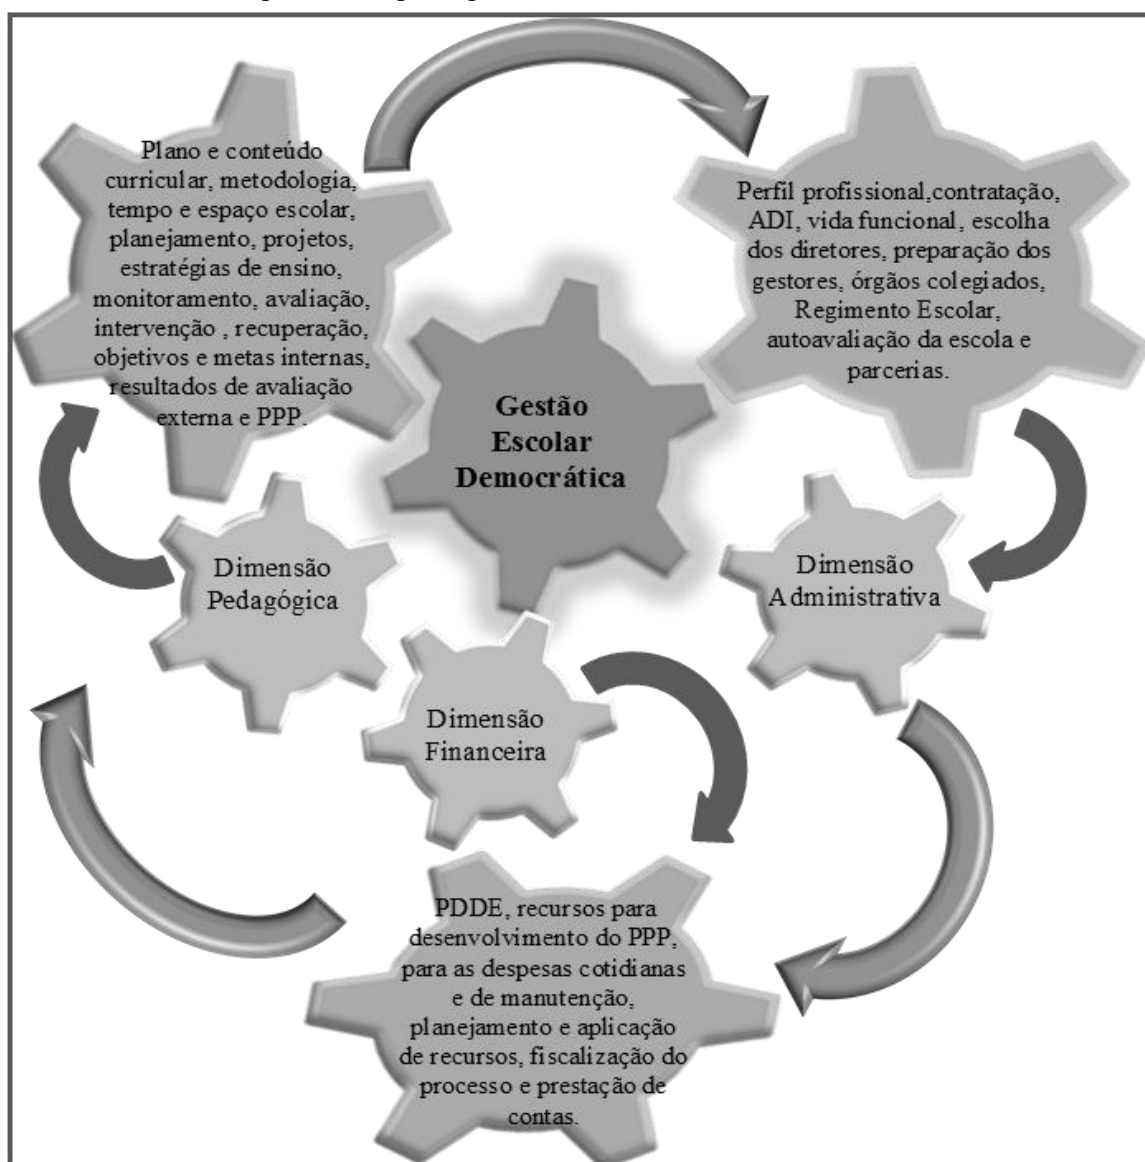 Plano e conteúdo
curricular, metodologia,
tempo e espaço escolar,
planejamento, projetos,
estratégias de ensino,
monitoramento, avaliação,
intervenção , recuperação,
objetivos e metas internas,
resultados de avaliação
externa e PPP.
Perfil profissional,contratação,
ADI, vida funcional, escolha
dos diretores, preparação dos
gestores, órgãos colegiados,
Regimento Escolar,
autoavaliação da escola e
parcerias.
Gestão
Escolar
Democrática
Dimensão
Pedagógica
Dimensão
Administrativa
Dimensão
Financeira
PDDE, recursos para
desenvolvimento do PPP,
para as despesas cotidianas
e de manutenção,
planejamento e aplicação
de recursos, fiscalização do
processo e prestação de
contas.